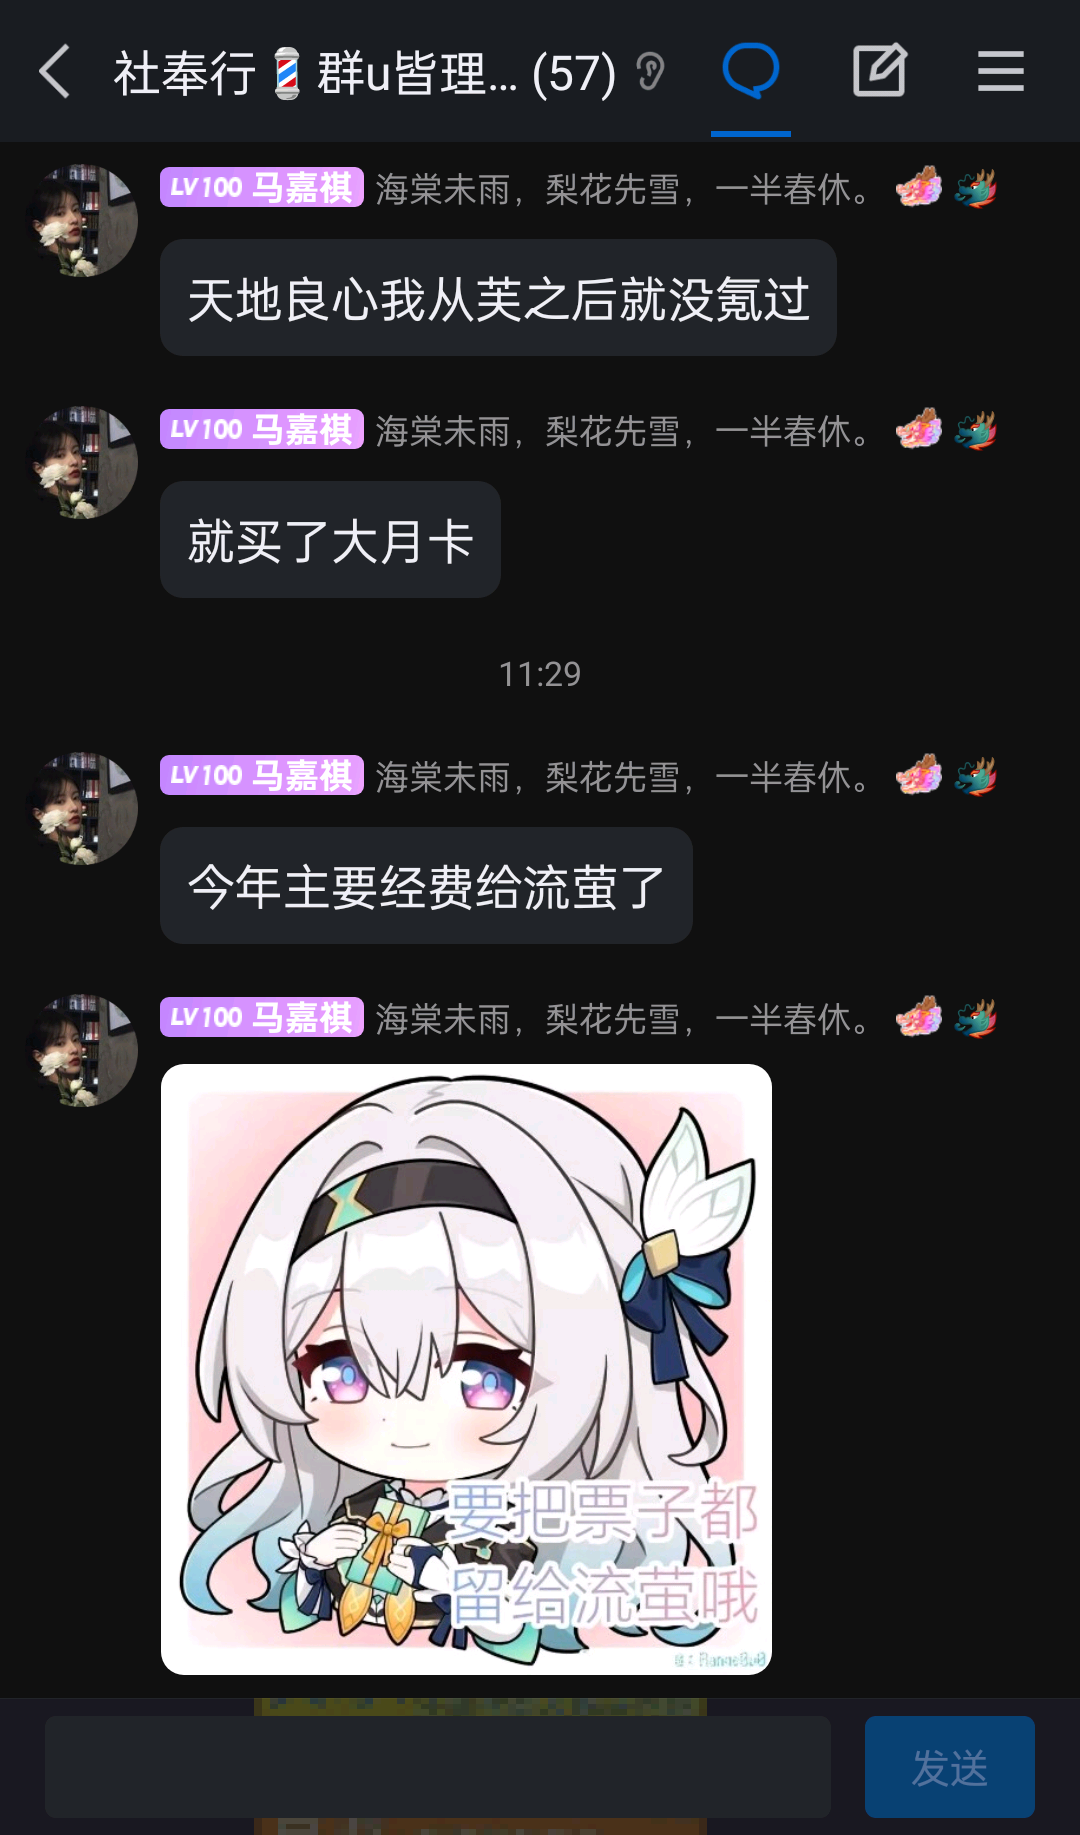 社奉行💈群u皆理... (57)
LV100 马嘉祺 海棠未雨，梨花先雪，一半春休。
天地良心我从芙之后就没氪过
LV100 马嘉祺 海棠未雨，梨花先雪，一半春休。
就买了大月卡
11:29
LV100 马嘉祺 海棠未雨，梨花先雪，一半春休。
今年主要经费给流萤了
LV100 马嘉祺 海棠未雨，梨花先雪，一半春休。
要把票子都
留给流萤哦
发送